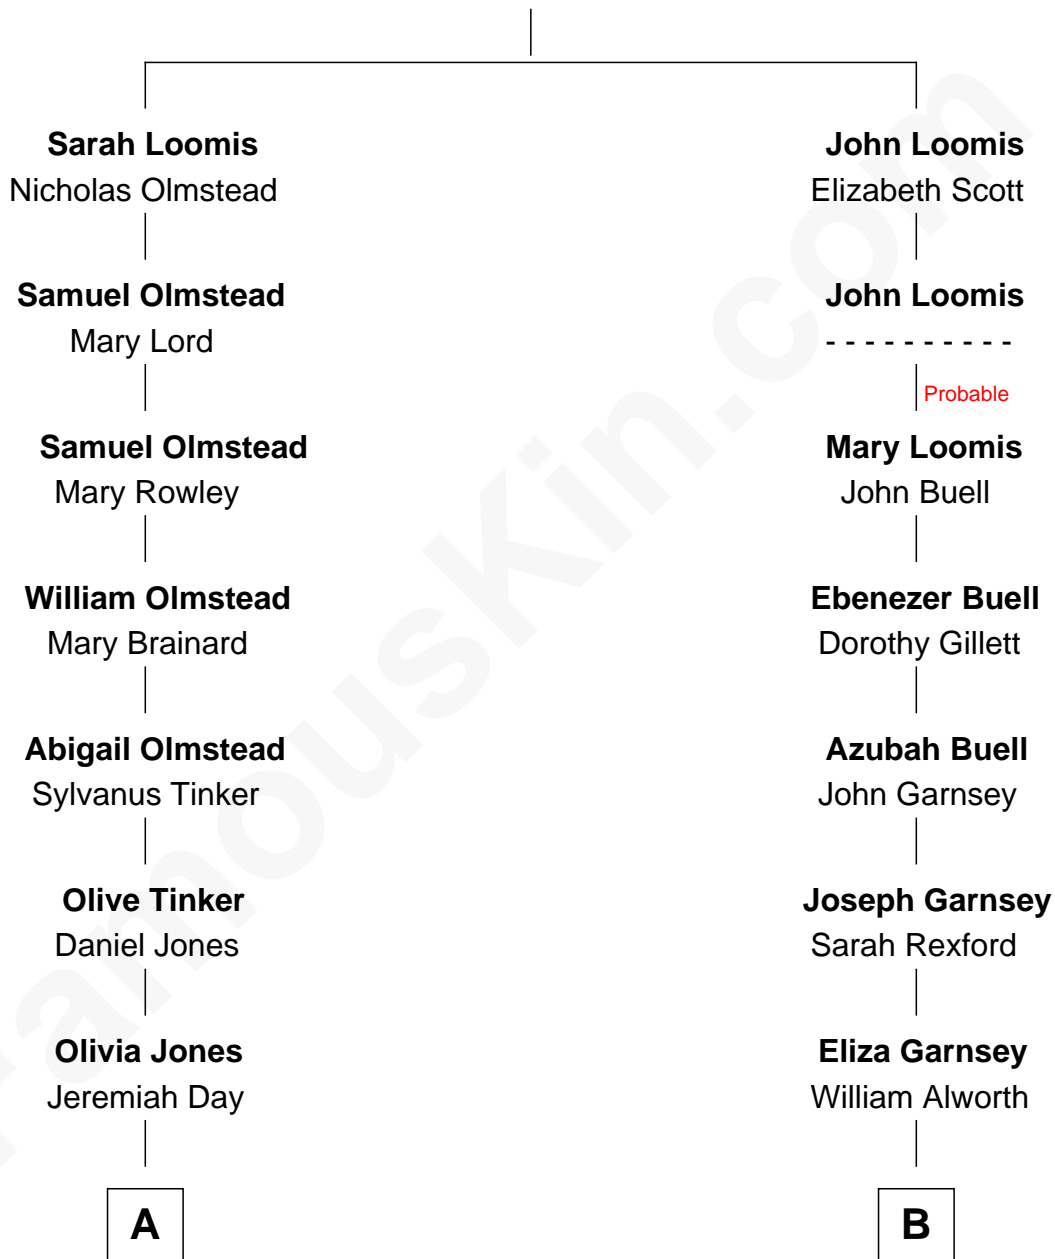 Sarah Loomis
Nicholas Olmstead
Samuel Olmstead
Mary Lord
Samuel Olmstead
Mary Rowley
William Olmstead
Mary Brainard
Abigail Olmstead
Sylvanus Tinker
Olive Tinker
Daniel Jones
Olivia Jones
Jeremiah Day
A
John Loomis
Elizabeth Scott
John Loomis
- - - - - - - - - -
Probable
Mary Loomis
John Buell
Ebenezer Buell
Dorothy Gillett
Azubah Buell
John Garnsey
Joseph Garnsey
Sarah Rexford
Eliza Garnsey
William Alworth
B
FamousKin.com